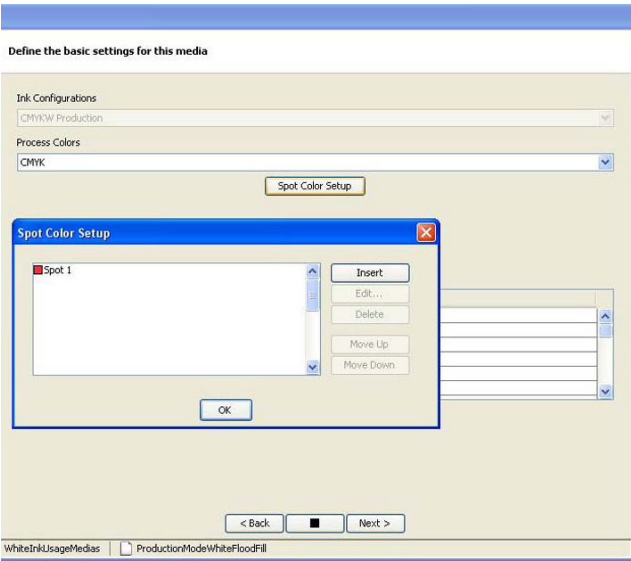 Define the basic settings for this media
Ink Configurations
CMYKW Production
Process Colors
CMYK
Spot Color Setup
Spot Color Setup
Spot 1
Insert
Edit...
Delete
Move Up
Move Down
OK
< Back
Next >
WhiteInkUsageMedias
ProductionModeWhiteFloodFill